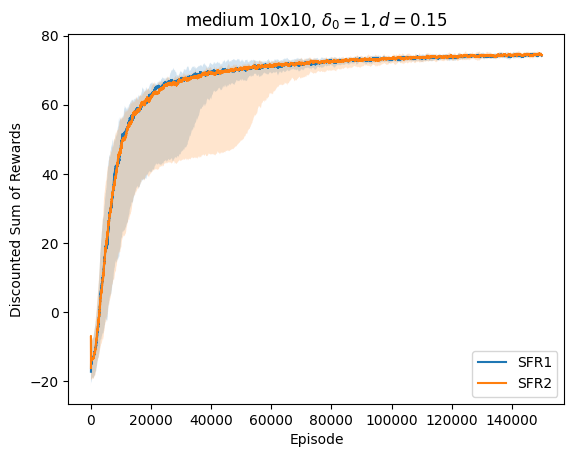 medium 10x10, δ₀ = 1, d = 0.15
Discounted Sum of Rewards
80
60
40
20
0
−20
0
20000
40000
60000
80000
100000
120000
140000
Episode
SFR1
SFR2